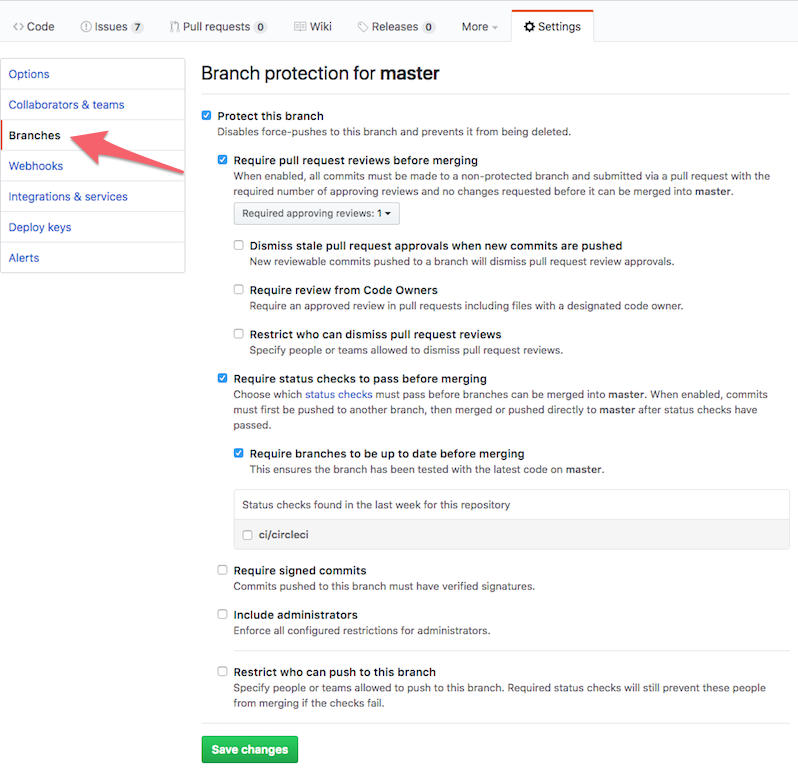 Code Issues 7 Pull requests 0 Wiki Releases 0 More Settings
Options
Collaborators & teams
Branches
Webhooks
Integrations & services
Deploy keys
Alerts
Branch protection for master
Protect this branch
Disables force-pushes to this branch and prevents it from being deleted.
Require pull request reviews before merging
When enabled, all commits must be made to a non-protected branch and submitted via a pull request with the
required number of approving reviews and no changes requested before it can be merged into master.
Required approving reviews: 1
Dismiss stale pull request approvals when new commits are pushed
New reviewable commits pushed to a branch will dismiss pull request review approvals.
Require review from Code Owners
Require an approved review in pull requests including files with a designated code owner.
Restrict who can dismiss pull request reviews
Specify people or teams allowed to dismiss pull request reviews.
Require status checks to pass before merging
Choose which status checks must pass before branches can be merged into master. When enabled, commits
must first be pushed to another branch, then merged or pushed directly to master after status checks have
passed.
Require branches to be up to date before merging
This ensures the branch has been tested with the latest code on master.
Status checks found in the last week for this repository
ci/circleci
Require signed commits
Commits pushed to this branch must have verified signatures.
Include administrators
Enforce all configured restrictions for administrators.
Restrict who can push to this branch
Specify people or teams allowed to push to this branch. Required status checks will still prevent these people
from merging if the checks fail.
Save changes